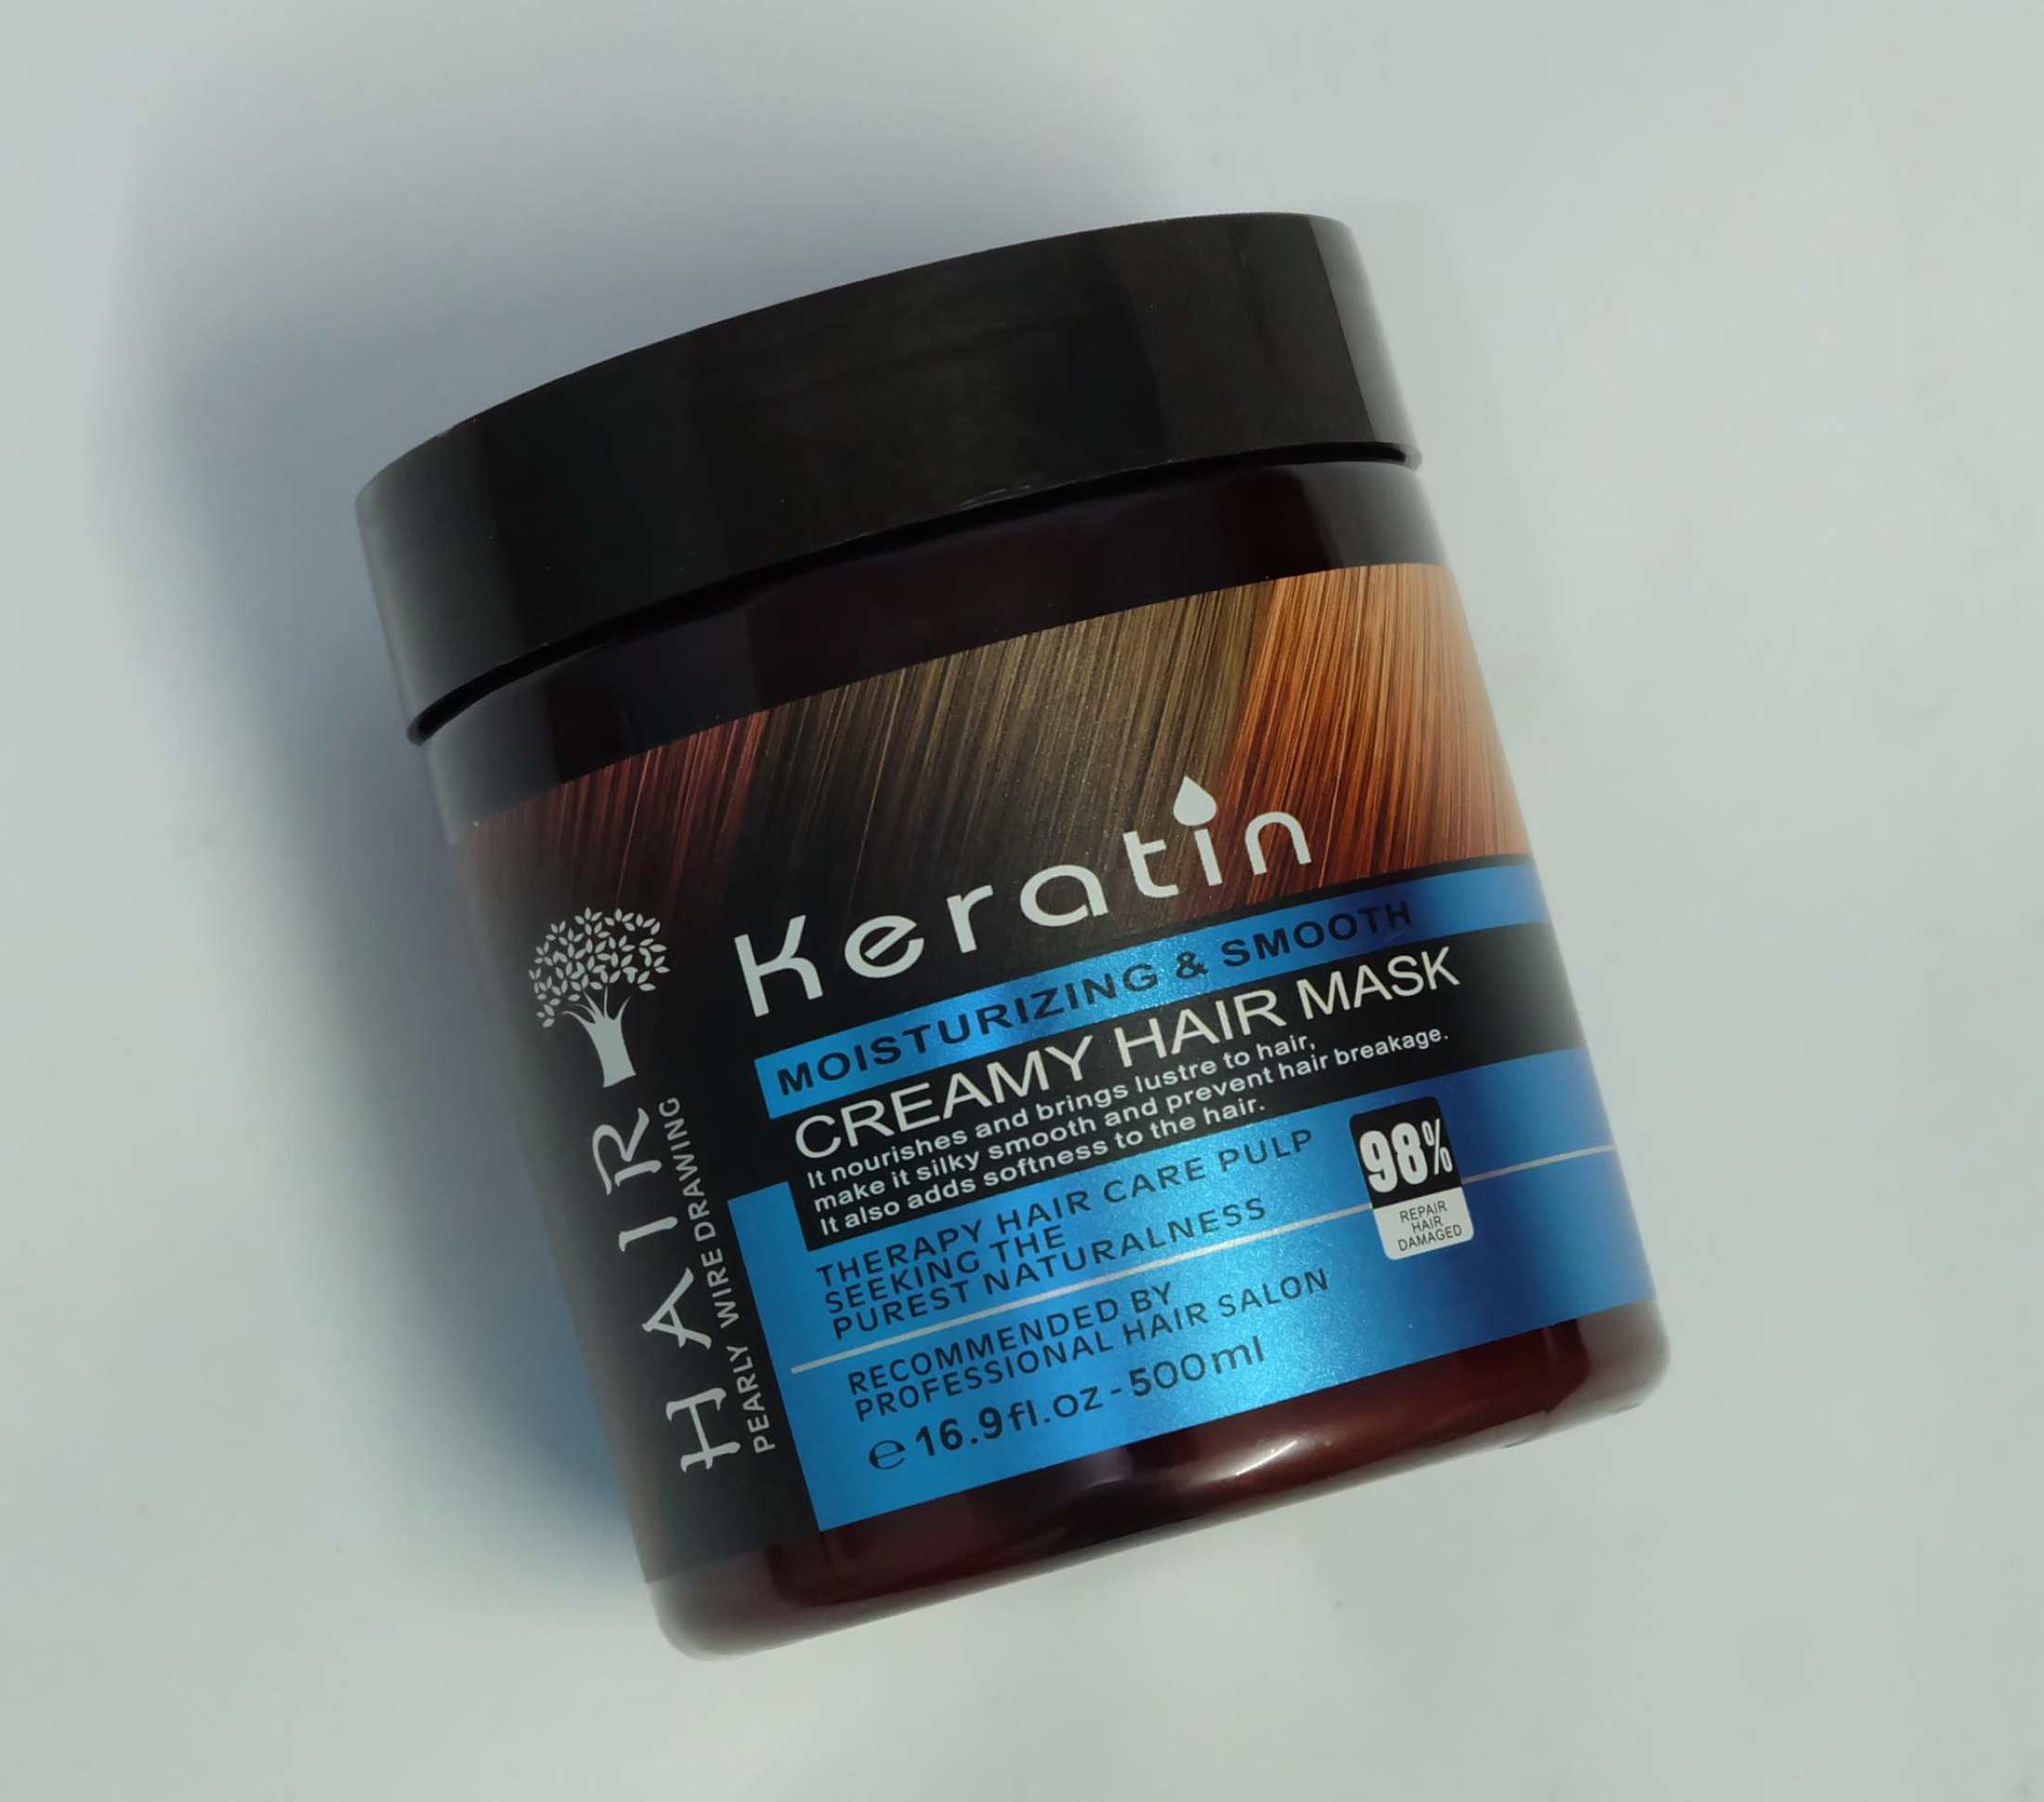 Keratin
MOISTURIZING & SMOOTH
CREAMY HAIR MASK
It nourishes and brings lustre to hair,
make it silky smooth and prevent hair breakage.
It also adds softness to the hair.
THERAPY HAIR CARE PULP
SEEKING THE
PUREST NATURALNESS
98%
REPAIR
HAIR
DAMAGED
RECOMMENDED BY
PROFESSIONAL HAIR SALON
e 16.9fl.oz - 500ml
HAIR
PEARLY WIRE DRAWING